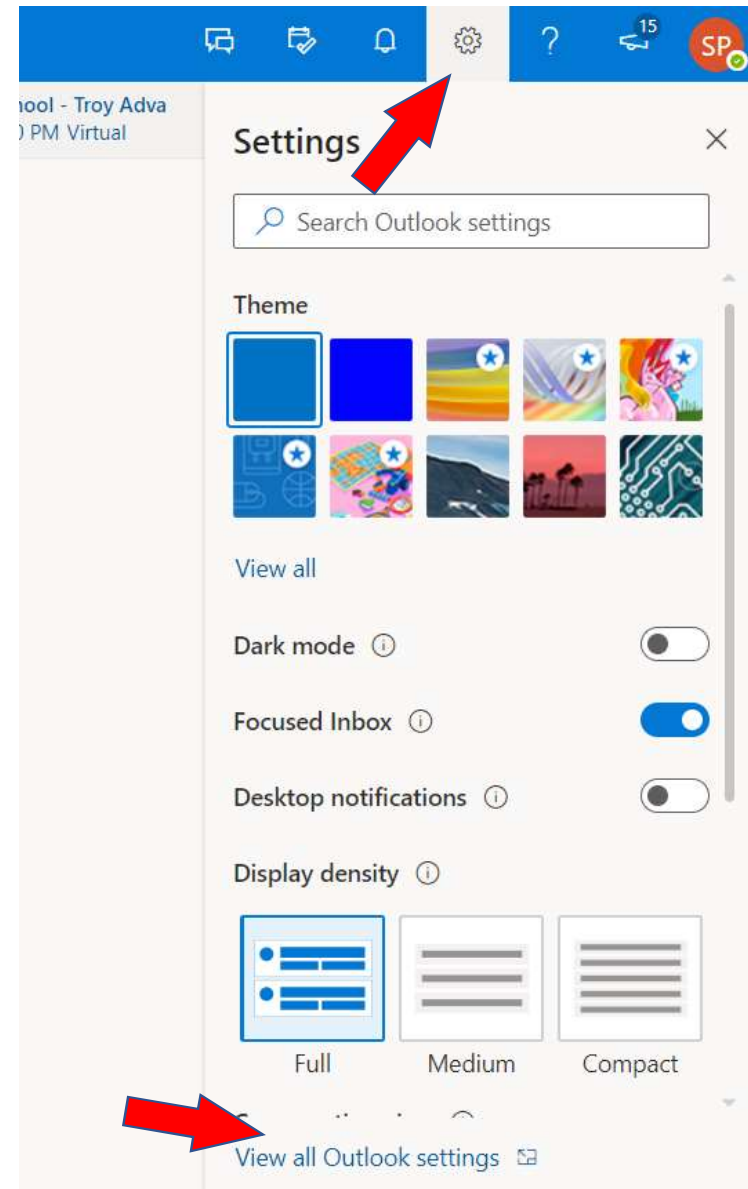 15
SP
ool - Troy Adva
PM Virtual
Settings
Search Outlook settings
Theme
View all
Dark mode
Focused Inbox
Desktop notifications
Display density
Full Medium Compact
View all Outlook settings